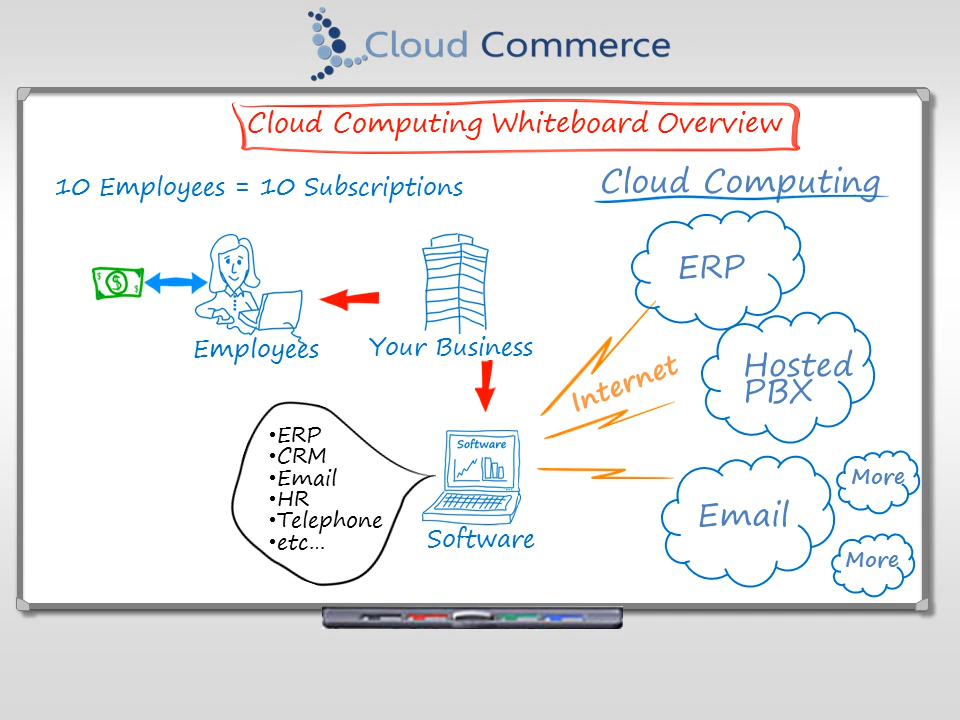 Cloud Commerce
Cloud Computing Whiteboard Overview
10 Employees = 10 Subscriptions
Cloud Computing
$ $ $
Employees
Your Business
ERP
Hosted
PBX
Internet
•ERP
•CRM
•Email
•HR
•Telephone
•etc...
Software
Software
Email
More
More